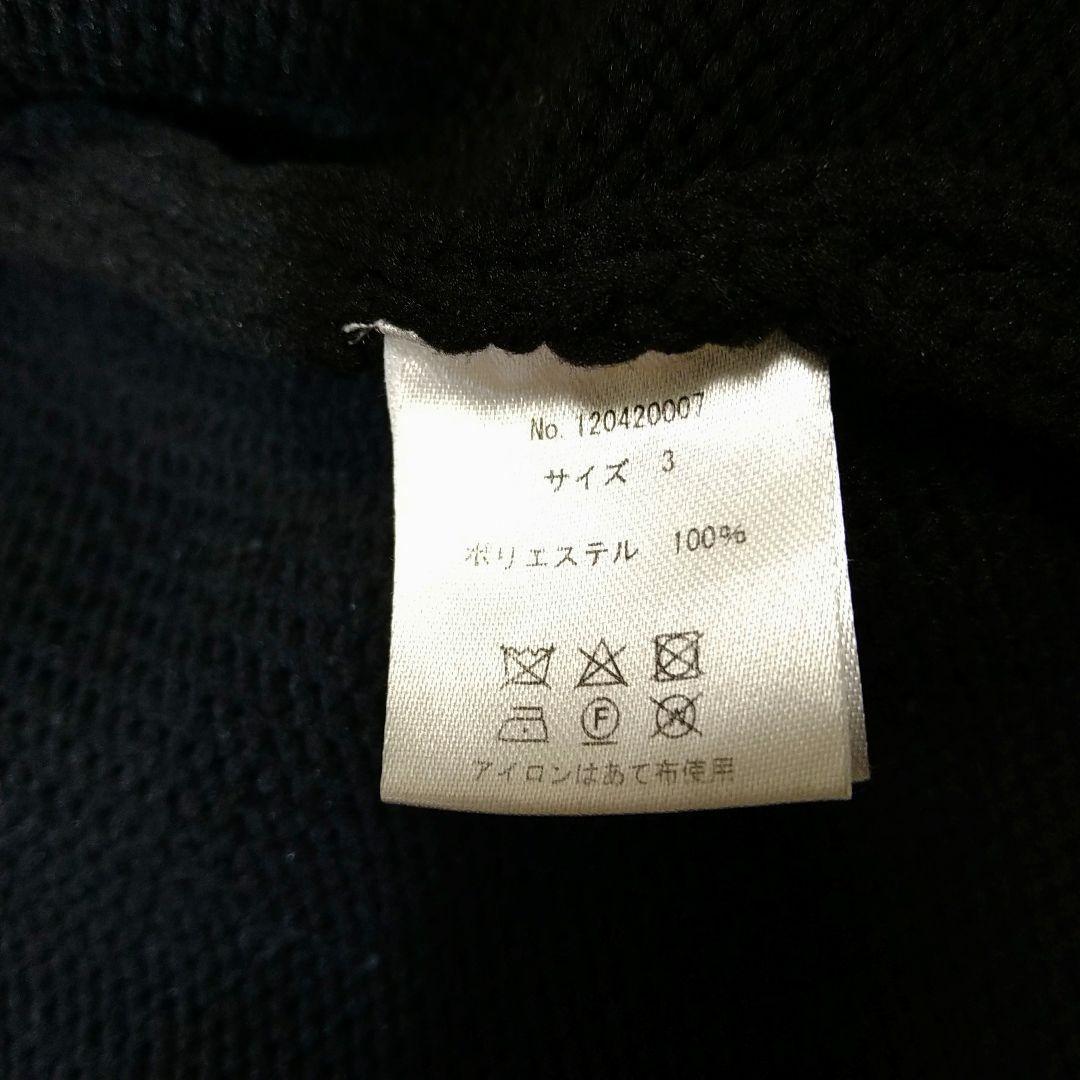 No. 120420007
サイズ 3
ポリエステル 100%
F
アイロンはあて布使用